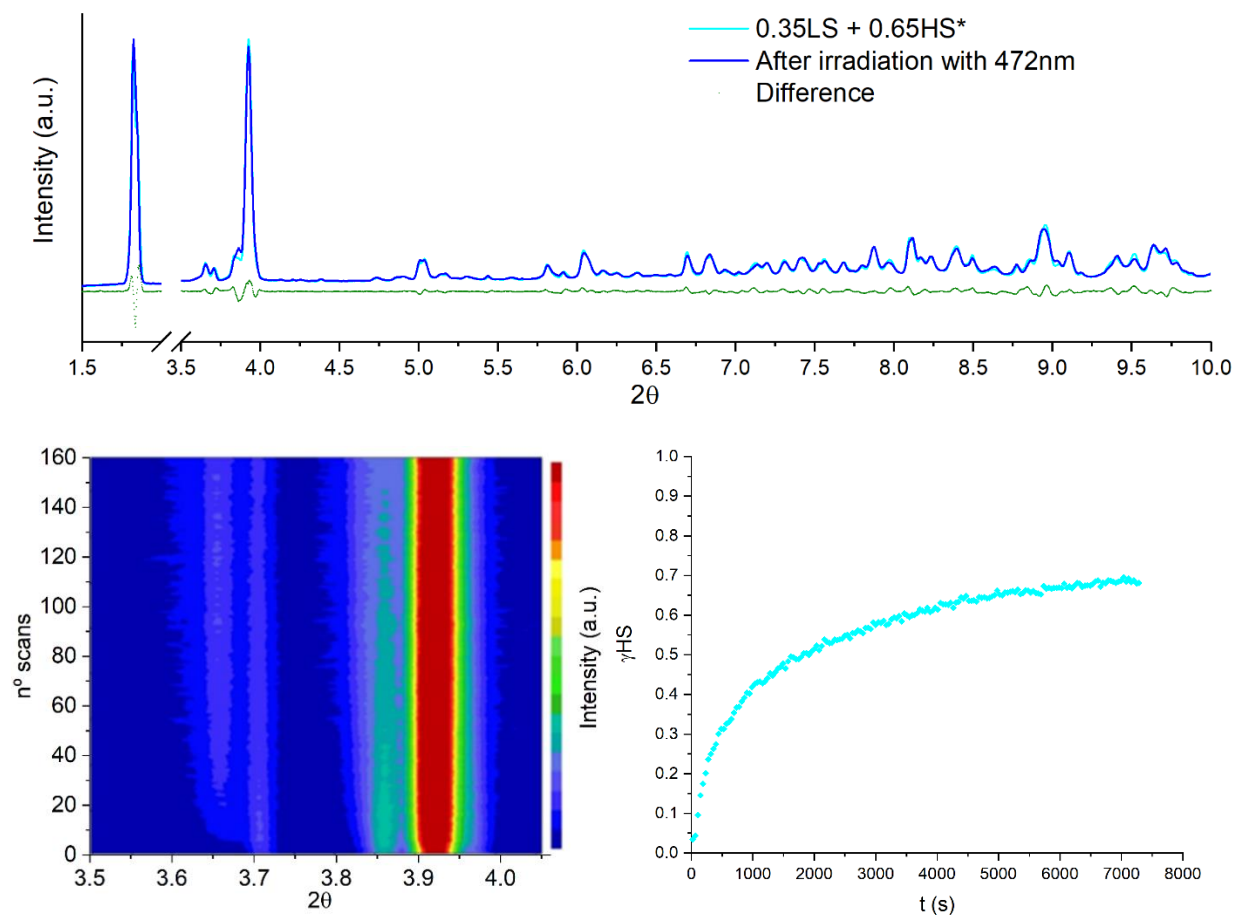 0.35LS + 0.65HS*
After irradiation with 472nm
Difference
Intensity (a.u.)
1.5 3.5 4.0 4.5 5.0 5.5 6.0 6.5 7.0 7.5 8.0 8.5 9.0 9.5 10.0
2θ
160
140
120
100
80
60
40
20
0
nº scans
3.5 3.6 3.7 3.8 3.9 4.0
2θ
Intensity (a.u.)
1.0
0.9
0.8
0.7
0.6
0.5
0.4
0.3
0.2
0.1
0.0
γHS
0 1000 2000 3000 4000 5000 6000 7000 8000
t (s)